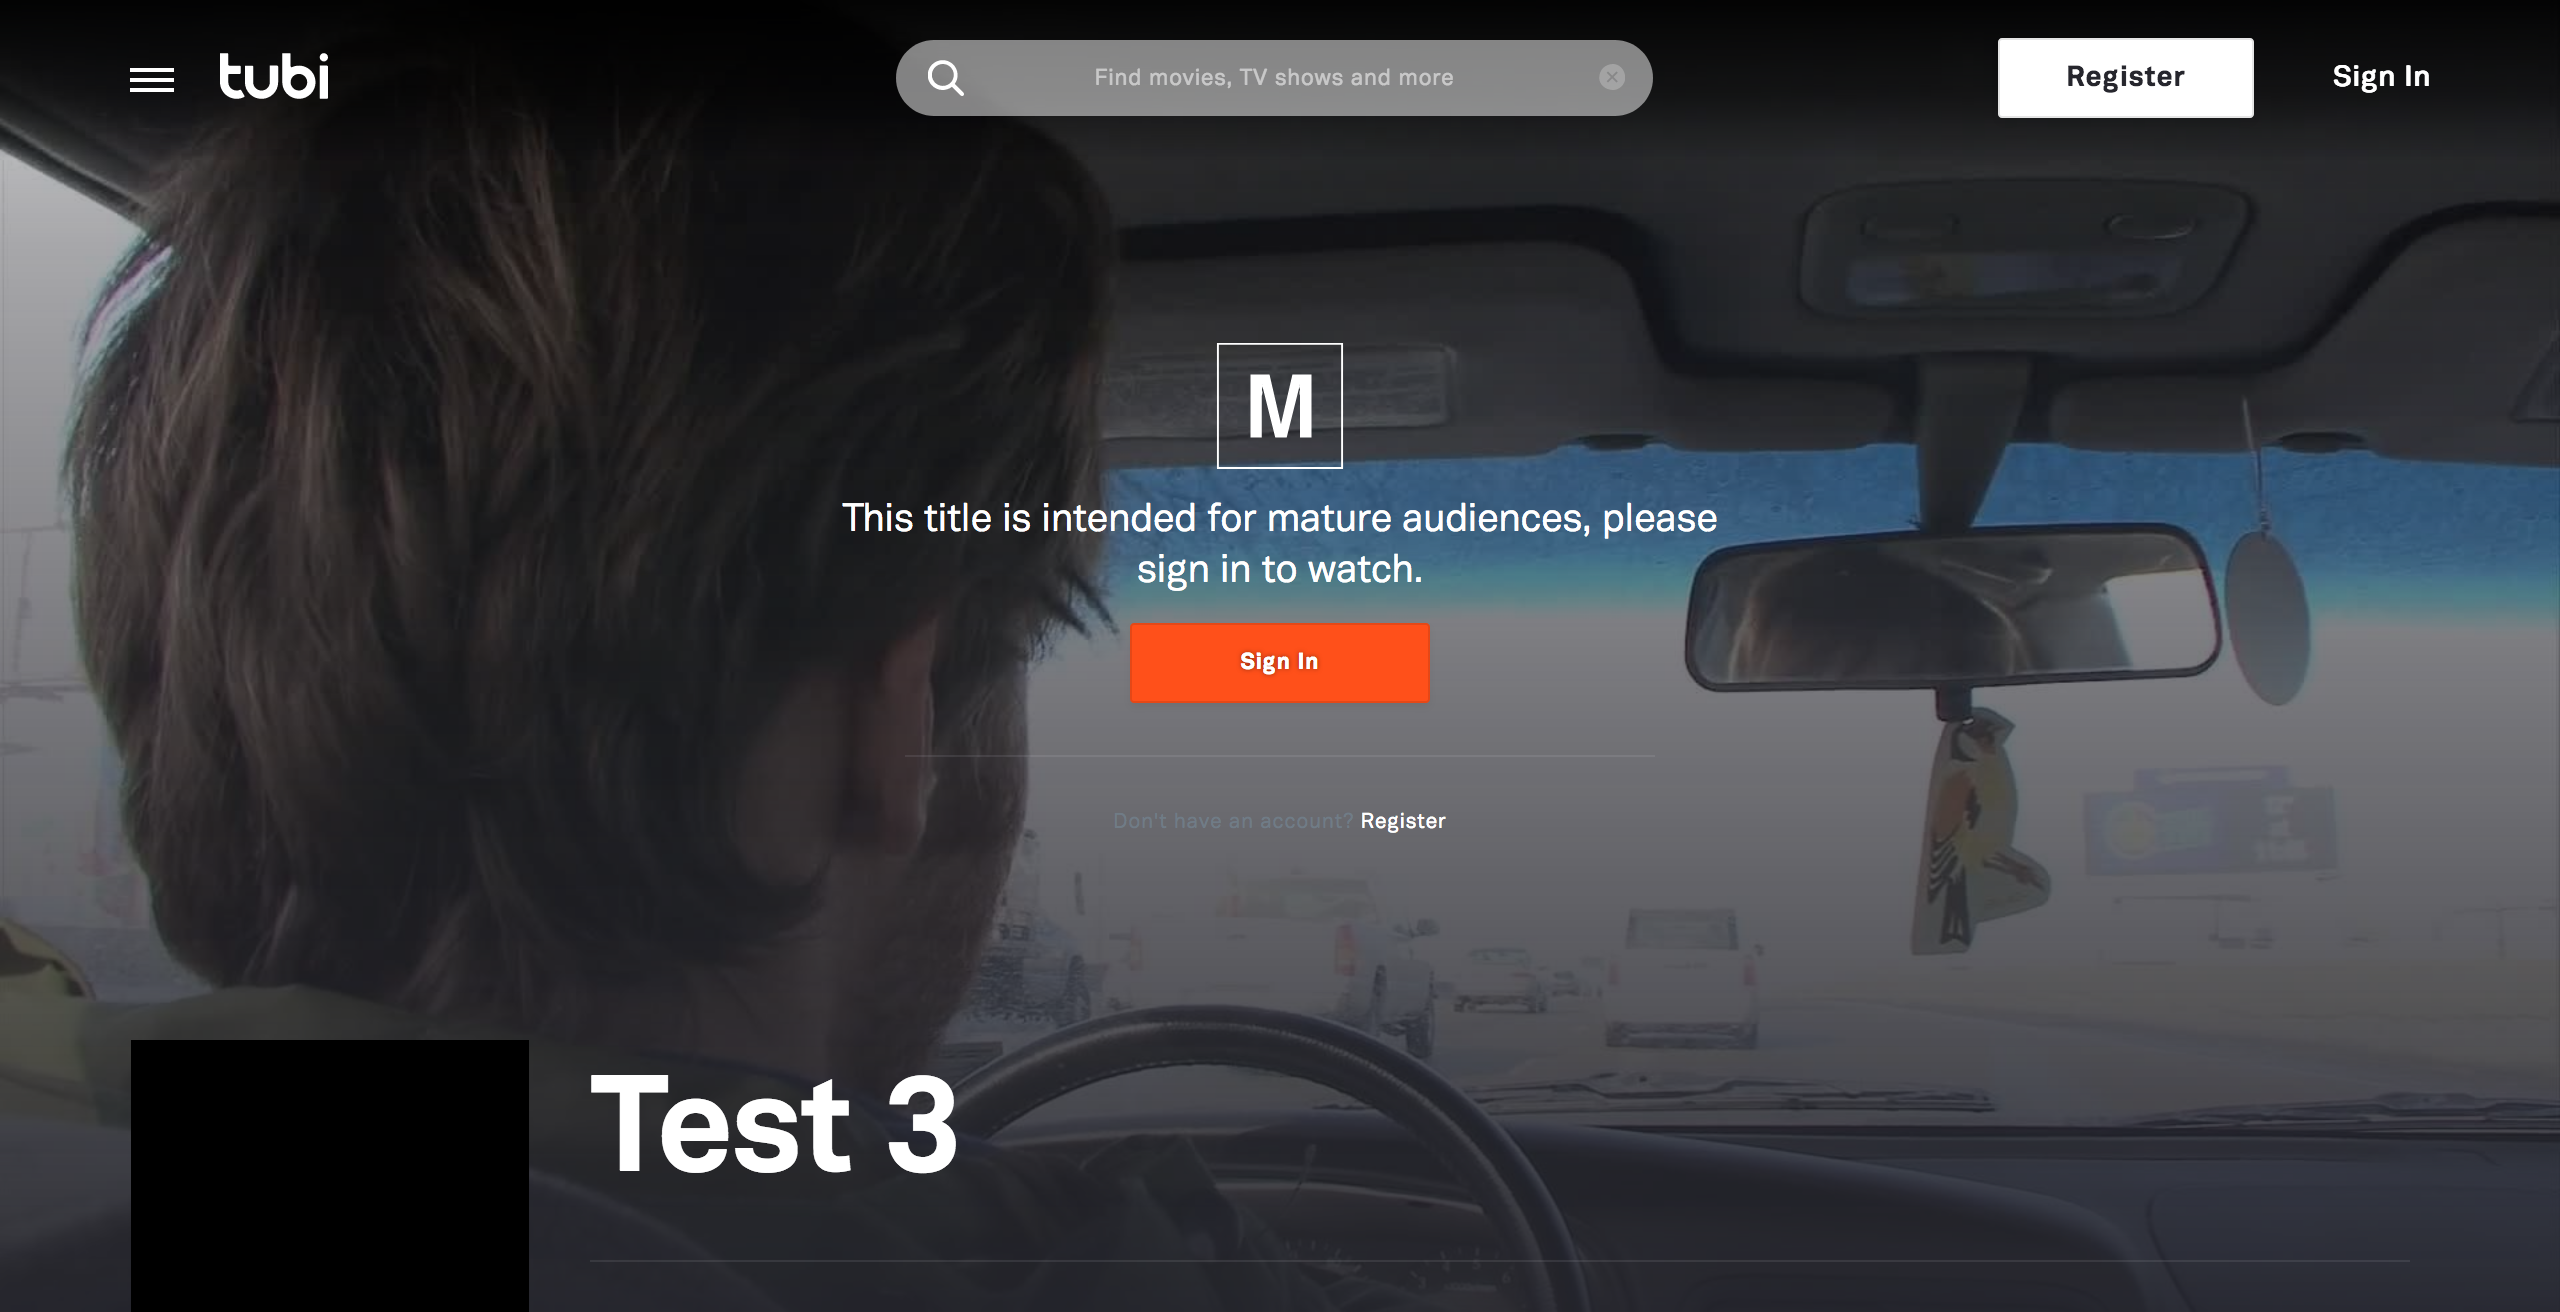 tubi
Find movies, TV shows and more
Register
Sign In
M
This title is intended for mature audiences, please
sign in to watch.
Sign In
Don't have an account? Register
Test 3